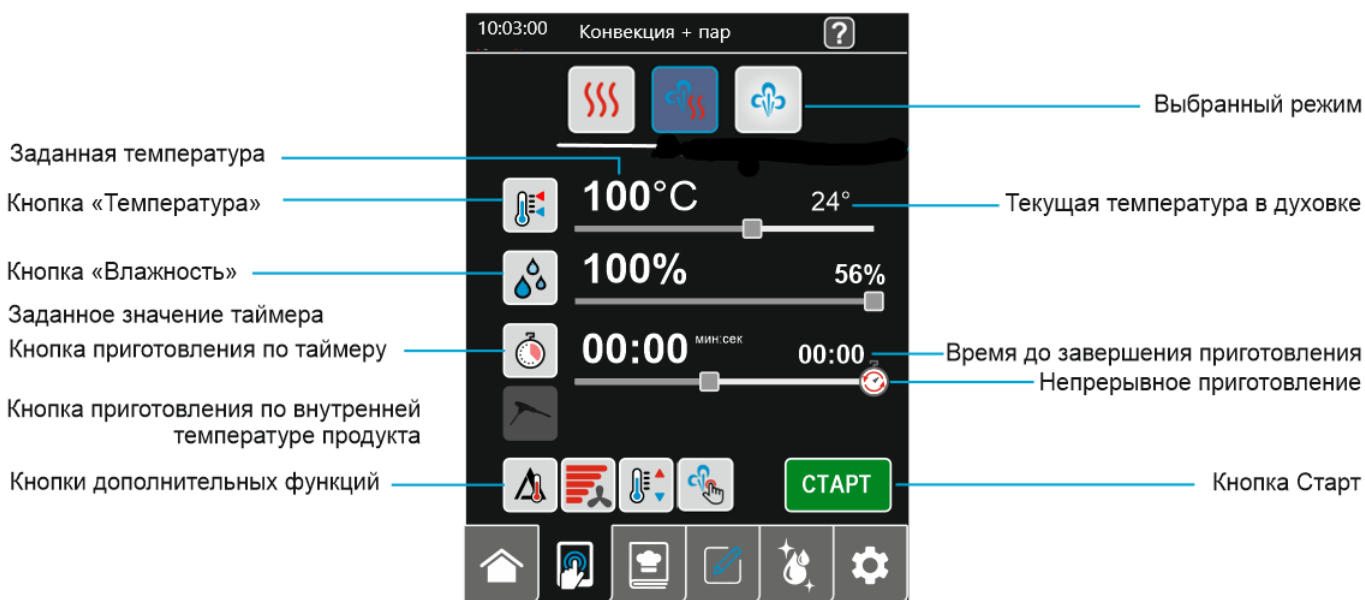 10:03:00 Конвекция + пар ?
Выбранный режим
Заданная температура
Кнопка «Температура»
100°C 24°
Текущая температура в духовке
Кнопка «Влажность»
100% 56%
Заданное значение таймера
Кнопка приготовления по таймеру
00:00 мин:сек 00:00
Время до завершения приготовления
Непрерывное приготовление
Кнопка приготовления по внутренней
температуре продукта
Кнопки дополнительных функций
СТАРТ
Кнопка Старт